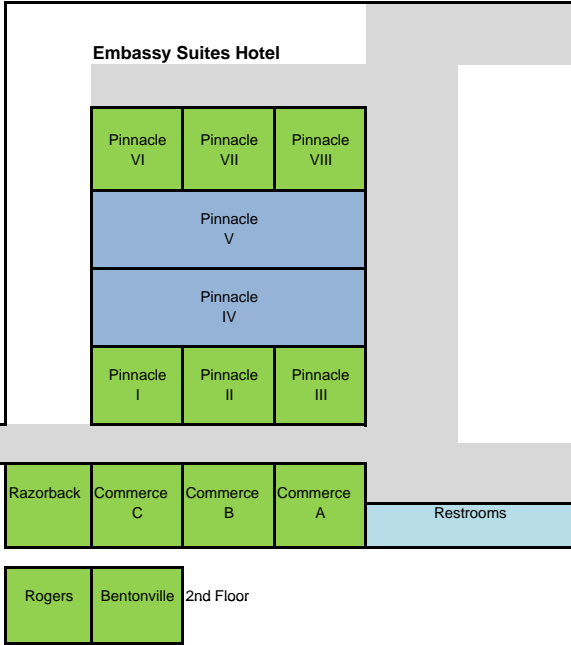 Embassy Suites Hotel
Pinnacle Pinnacle Pinnacle
VI VII VIII
Pinnacle
V
Pinnacle
IV
Pinnacle Pinnacle Pinnacle
I II III
Razorback Commerce Commerce Commerce
C B A
Restrooms
Rogers Bentonville 2nd Floor